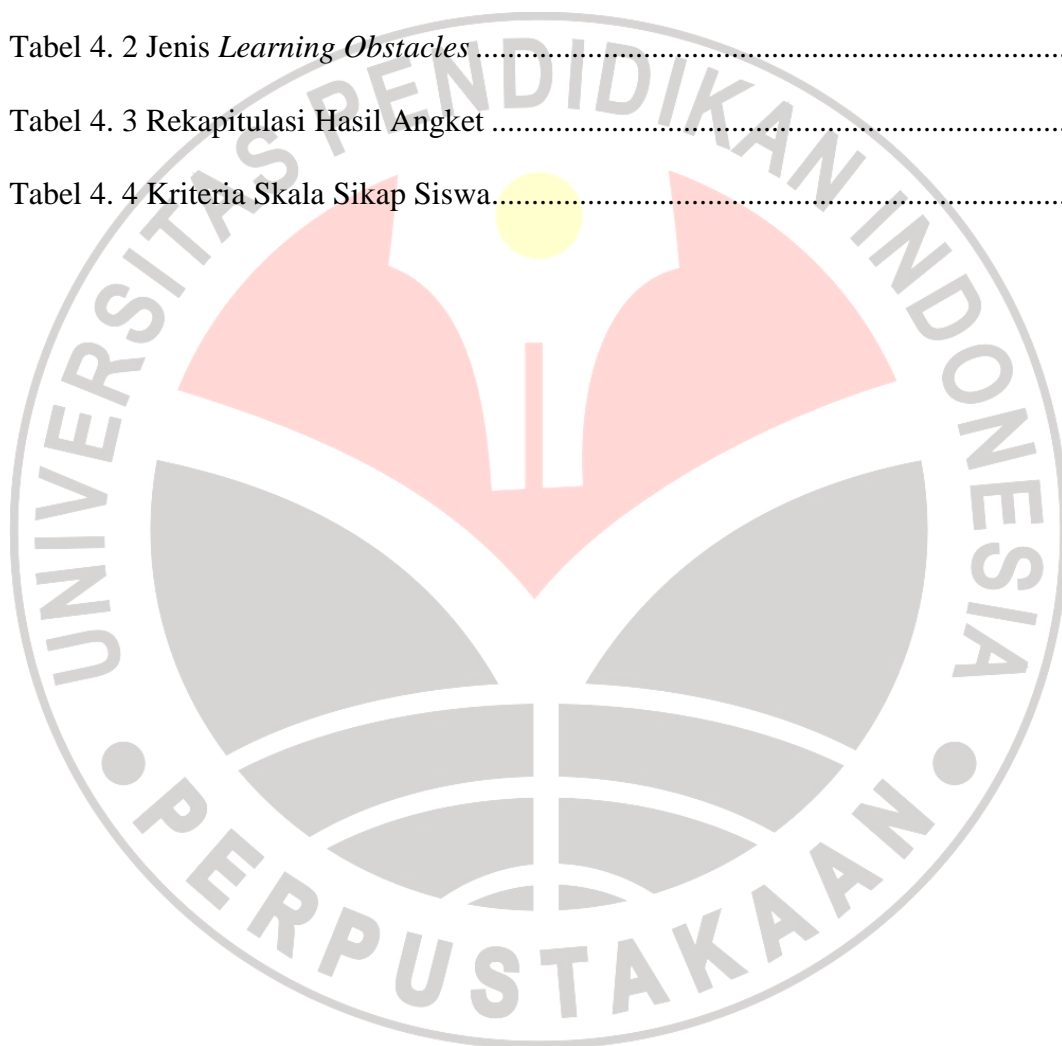 Tabel 4. 2 Jenis Learning Obstacles ................................................................................
Tabel 4. 3 Rekapitulasi Hasil Angket ..............................................................................
Tabel 4. 4 Kriteria Skala Sikap Siswa..............................................................................
UNIVERSITAS PENDIDIKAN INDONESIA
● PERPUSTAKAAN ●